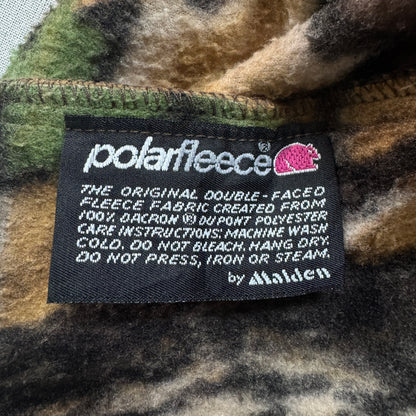 polarfleece®
THE ORIGINAL DOUBLE-FACED
FLEECE FABRIC CREATED FROM
100% DACRON ® DU PONT POLYESTER
CARE INSTRUCTIONS: MACHINE WASH
COLD. DO NOT BLEACH. HANG DRY.
DO NOT PRESS, IRON OR STEAM.
by Malden